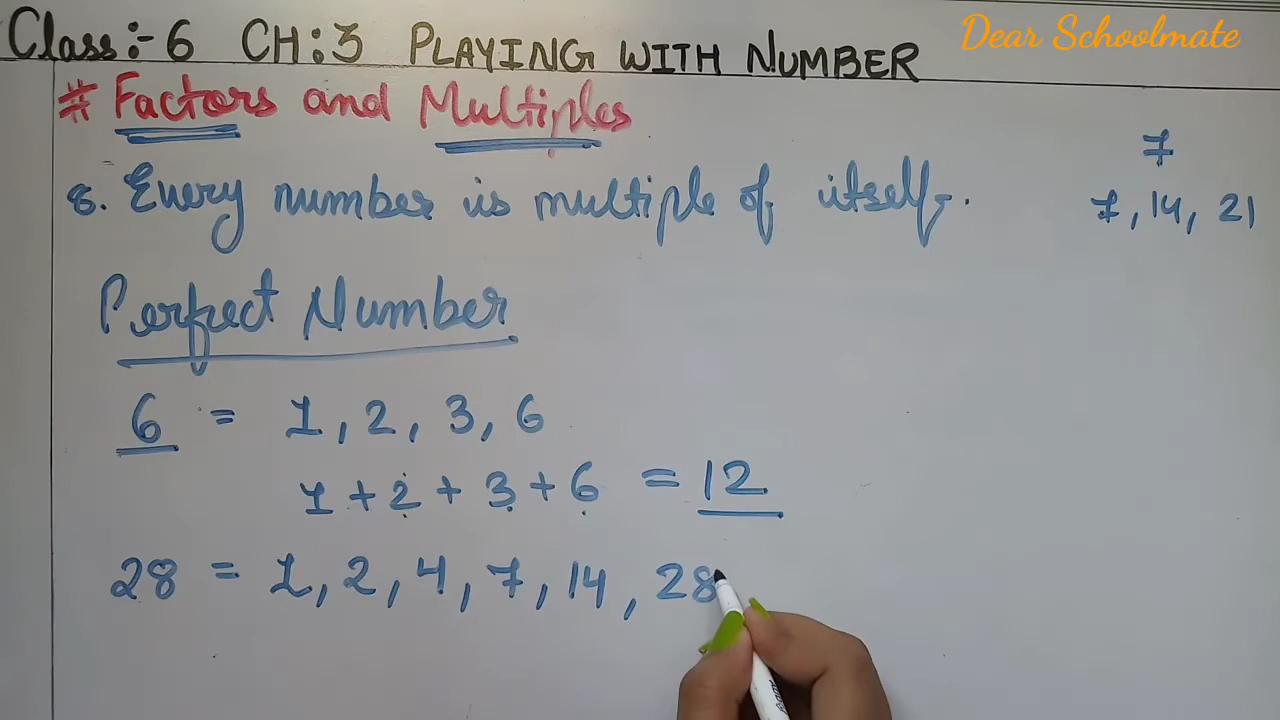 Class:-6 CH:3 PLAYING WITH NUMBER
Dear Schoolmate
# Factors and Multiples
7
8. Every number is multiple of itself.
7, 14, 21
Perfect Number
6 = 1, 2, 3, 6
1 + 2 + 3 + 6 = 12
28 = 1, 2, 4, 7, 14, 28